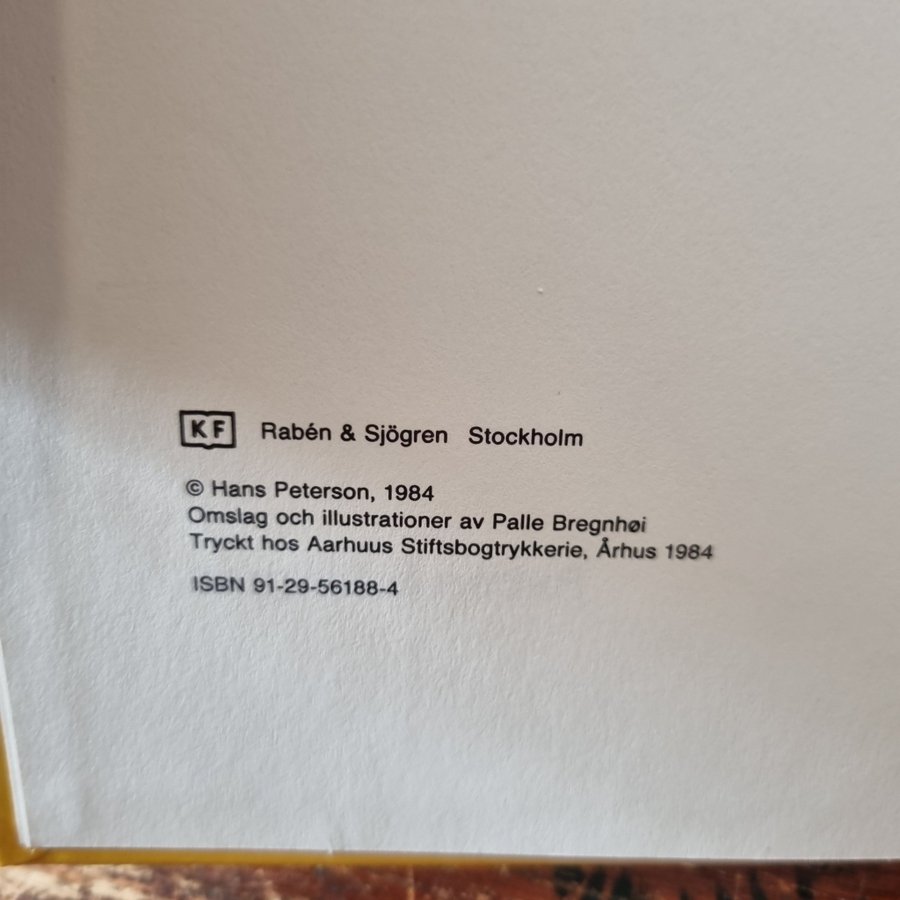 KF Rabén & Sjögren Stockholm
© Hans Peterson, 1984
Omslag och illustrationer av Palle Bregnhøi
Tryckt hos Aarhuus Stiftsbogtrykkerie, Århus 1984
ISBN 91-29-56188-4